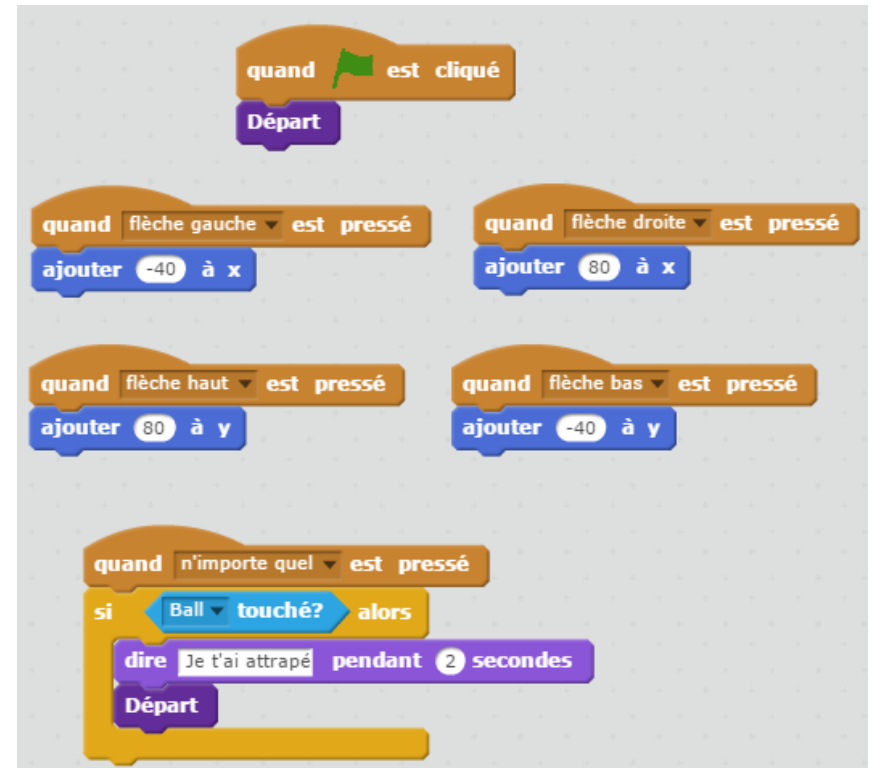 quand est cliqué
Départ
quand flèche gauche est pressé
ajouter -40 à x
quand flèche droite est pressé
ajouter 80 à x
quand flèche haut est pressé
ajouter 80 à y
quand flèche bas est pressé
ajouter -40 à y
quand n'importe quel est pressé
si Ball touché? alors
dire Je t'ai attrapé pendant 2 secondes
Départ